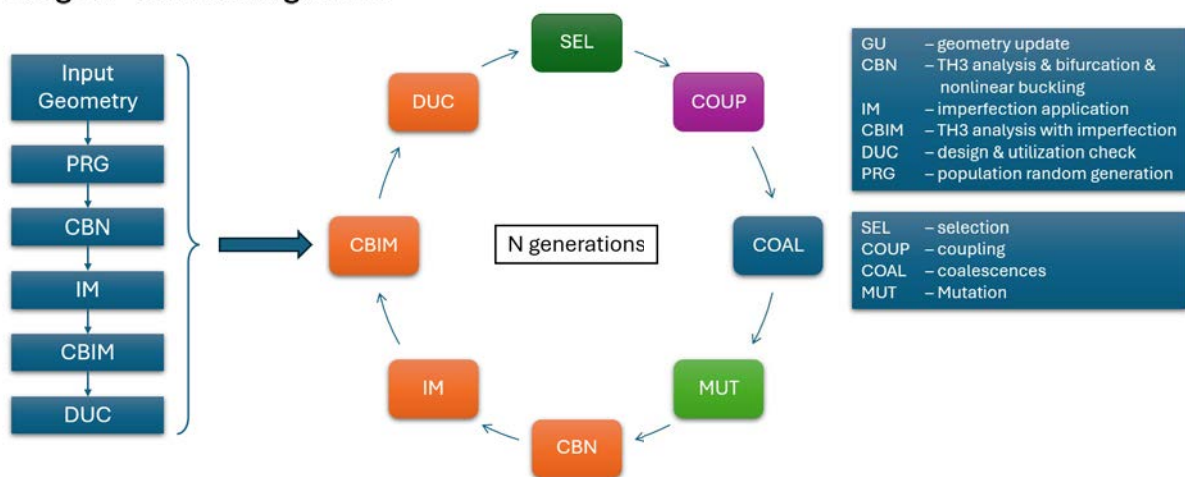 Input
Geometry
PRG
CBN
IM
CBIM
DUC
SEL
COUP
COAL
MUT
CBN
IM
CBIM
DUC
N generations
GU – geometry update
CBN – TH3 analysis & bifurcation &
nonlinear buckling
IM – imperfection application
CBIM – TH3 analysis with imperfection
DUC – design & utilization check
PRG – population random generation
SEL – selection
COUP – coupling
COAL – coalescences
MUT – Mutation